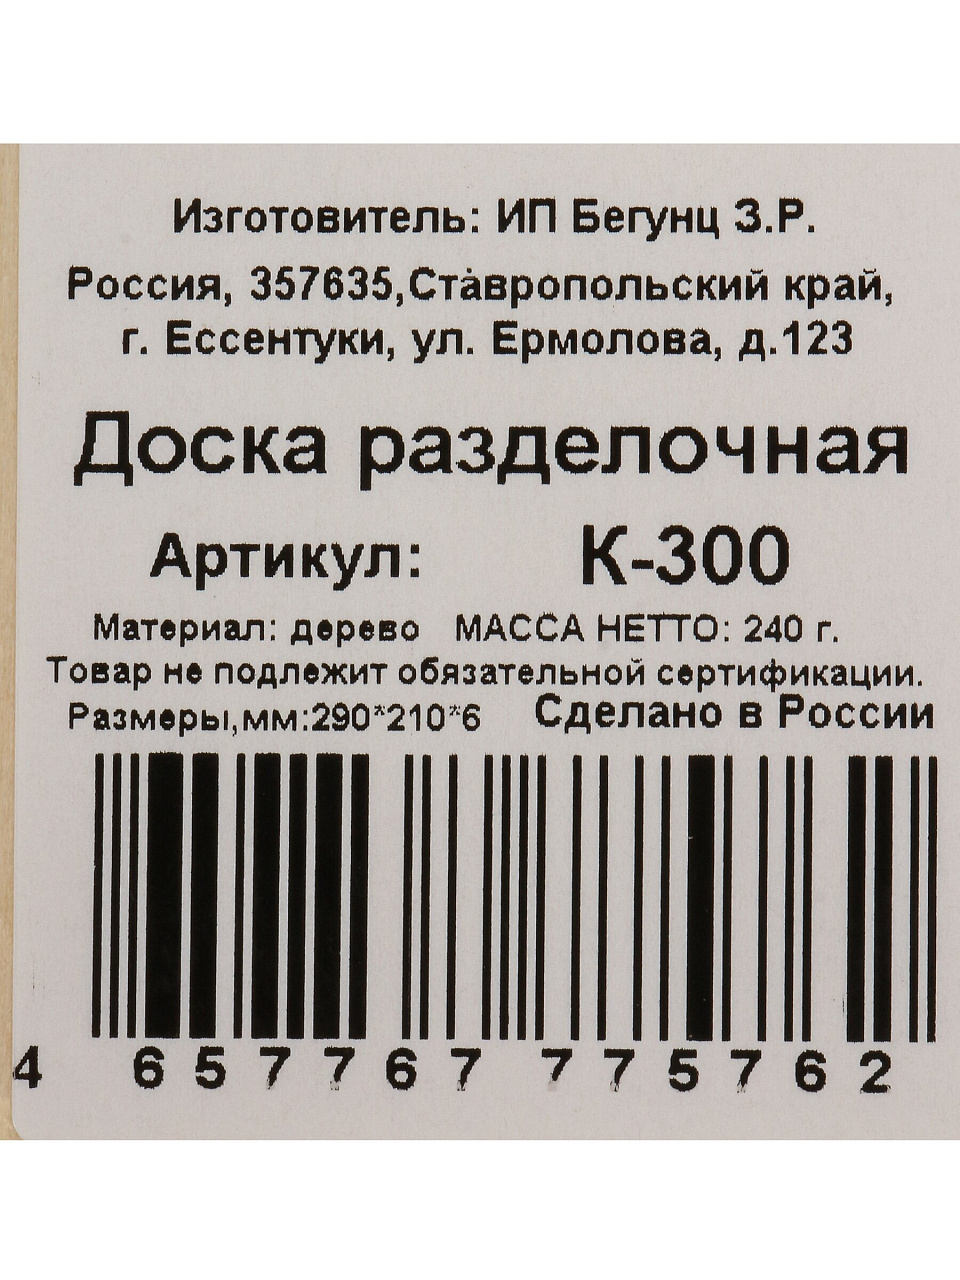 Изготовитель: ИП Бегунц З.Р.
Россия, 357635,Ставропольский край,
г. Ессентуки, ул. Ермолова, д.123
Доска разделочная
Артикул: К-300
Материал: дерево МАССА НЕТТО: 240 г.
Товар не подлежит обязательной сертификации.
Размеры,мм:290*210*6 Сделано в России
4 657767 775762